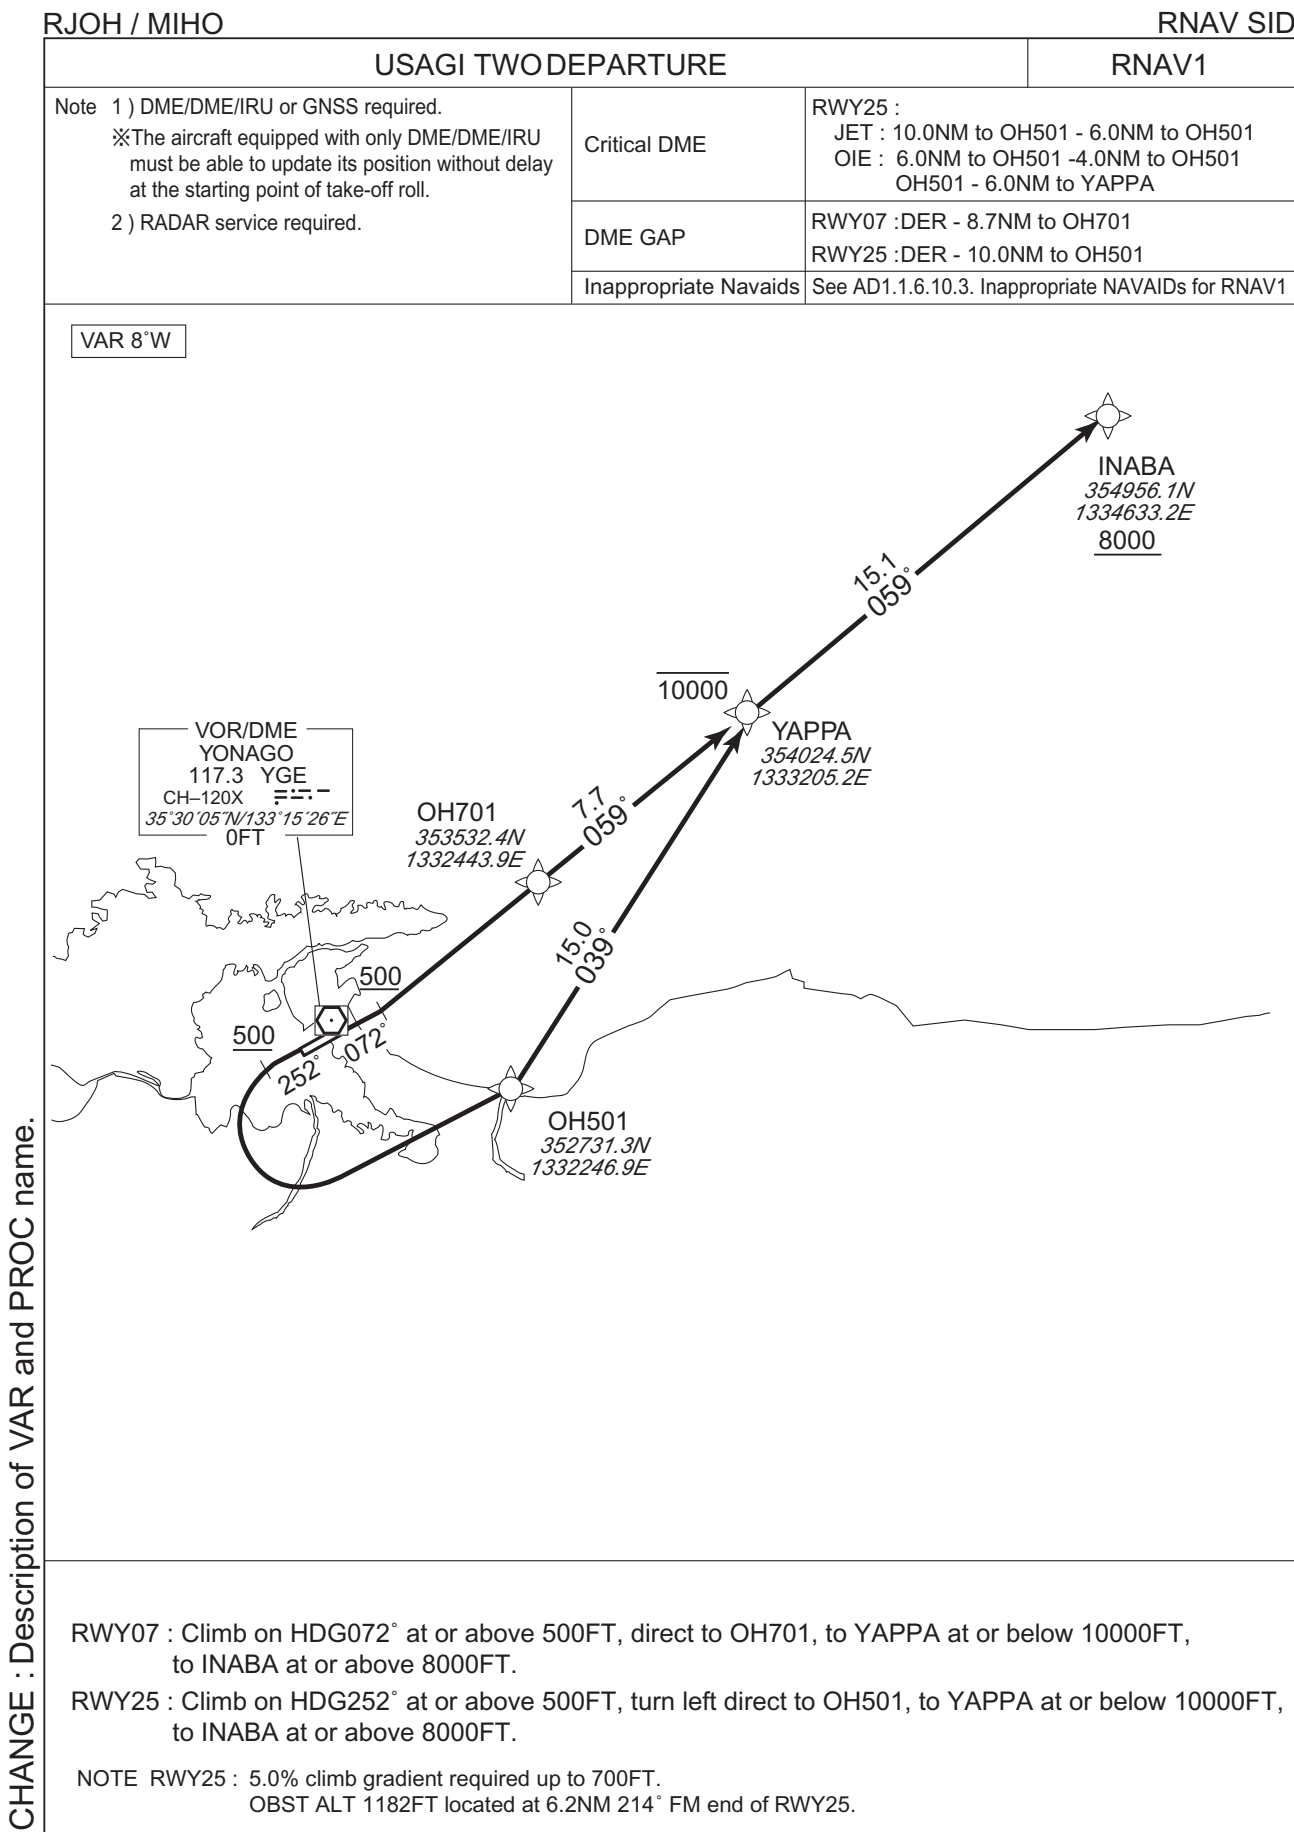 RJOH / MIHO
RNAV SID
USAGI TWO DEPARTURE
RNAV1
Note 1 ) DME/DME/IRU or GNSS required.
※The aircraft equipped with only DME/DME/IRU
must be able to update its position without delay
at the starting point of take-off roll.
2 ) RADAR service required.
Critical DME
RWY25 :
JET : 10.0NM to OH501 - 6.0NM to OH501
OIE : 6.0NM to OH501 -4.0NM to OH501
OH501 - 6.0NM to YAPPA
DME GAP
RWY07 :DER - 8.7NM to OH701
RWY25 :DER - 10.0NM to OH501
Inappropriate Navaids
See AD1.1.6.10.3. Inappropriate NAVAIDs for RNAV1
VAR 8°W
INABA
354956.1N
1334633.2E
8000
15.1
059°
10000
YAPPA
354024.5N
1333205.2E
VOR/DME
YONAGO
117.3 YGE
CH–120X
35°30´05˝N/133°15´26˝E
0FT
OH701
353532.4N
1332443.9E
7.7
059°
15.0
039°
500
500
072°
252°
OH501
352731.3N
1332246.9E
RWY07 : Climb on HDG072° at or above 500FT, direct to OH701, to YAPPA at or below 10000FT,
to INABA at or above 8000FT.
RWY25 : Climb on HDG252° at or above 500FT, turn left direct to OH501, to YAPPA at or below 10000FT,
to INABA at or above 8000FT.
NOTE RWY25 : 5.0% climb gradient required up to 700FT.
OBST ALT 1182FT located at 6.2NM 214° FM end of RWY25.
CHANGE : Description of VAR and PROC name.